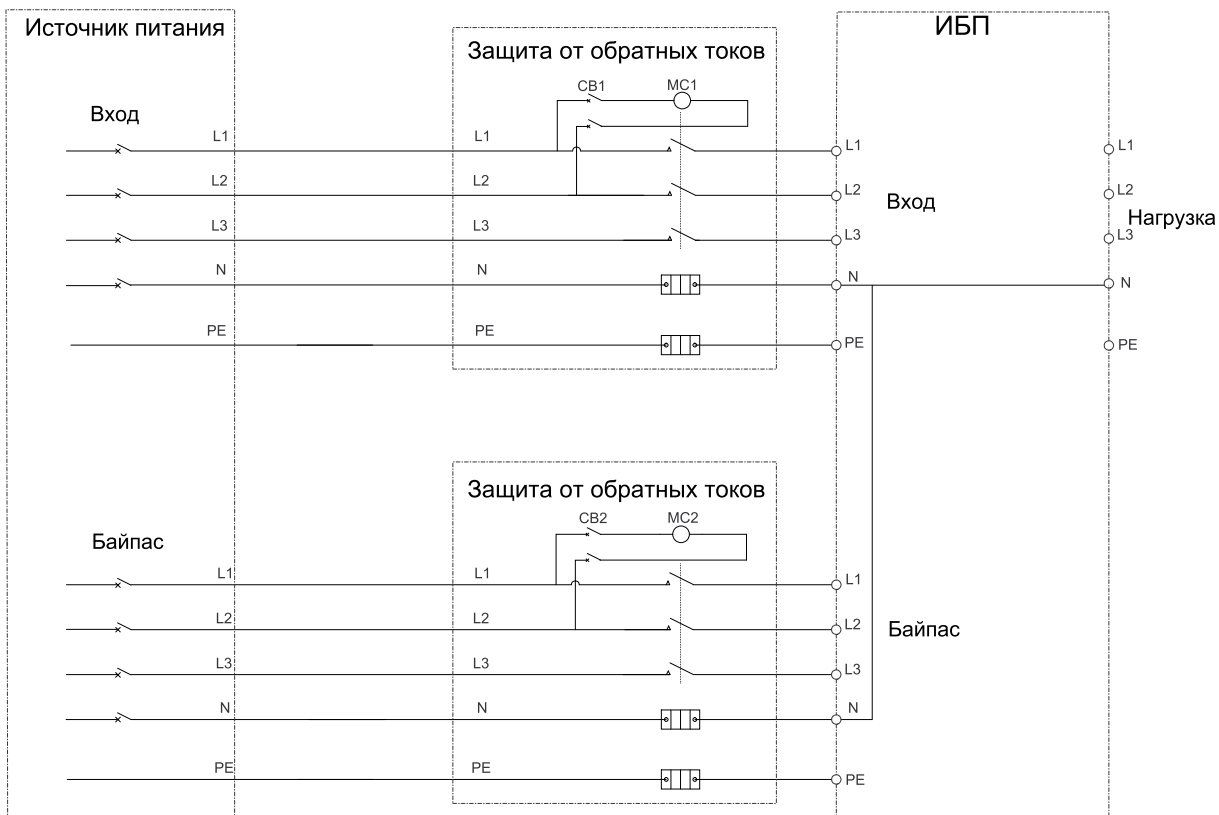 Источник питания
Защита от обратных токов
ИБП
CB1 MC1
Вход
L1 L1 L1 L1
L2 L2 L2 L2
Вход
Нагрузка
L3 L3 L3 L3
N N N N
PE PE PE PE
Защита от обратных токов
CB2 MC2
Байпас
L1 L1 L1
L2 L2 L2
Байпас
L3 L3 L3
N N N
PE PE PE